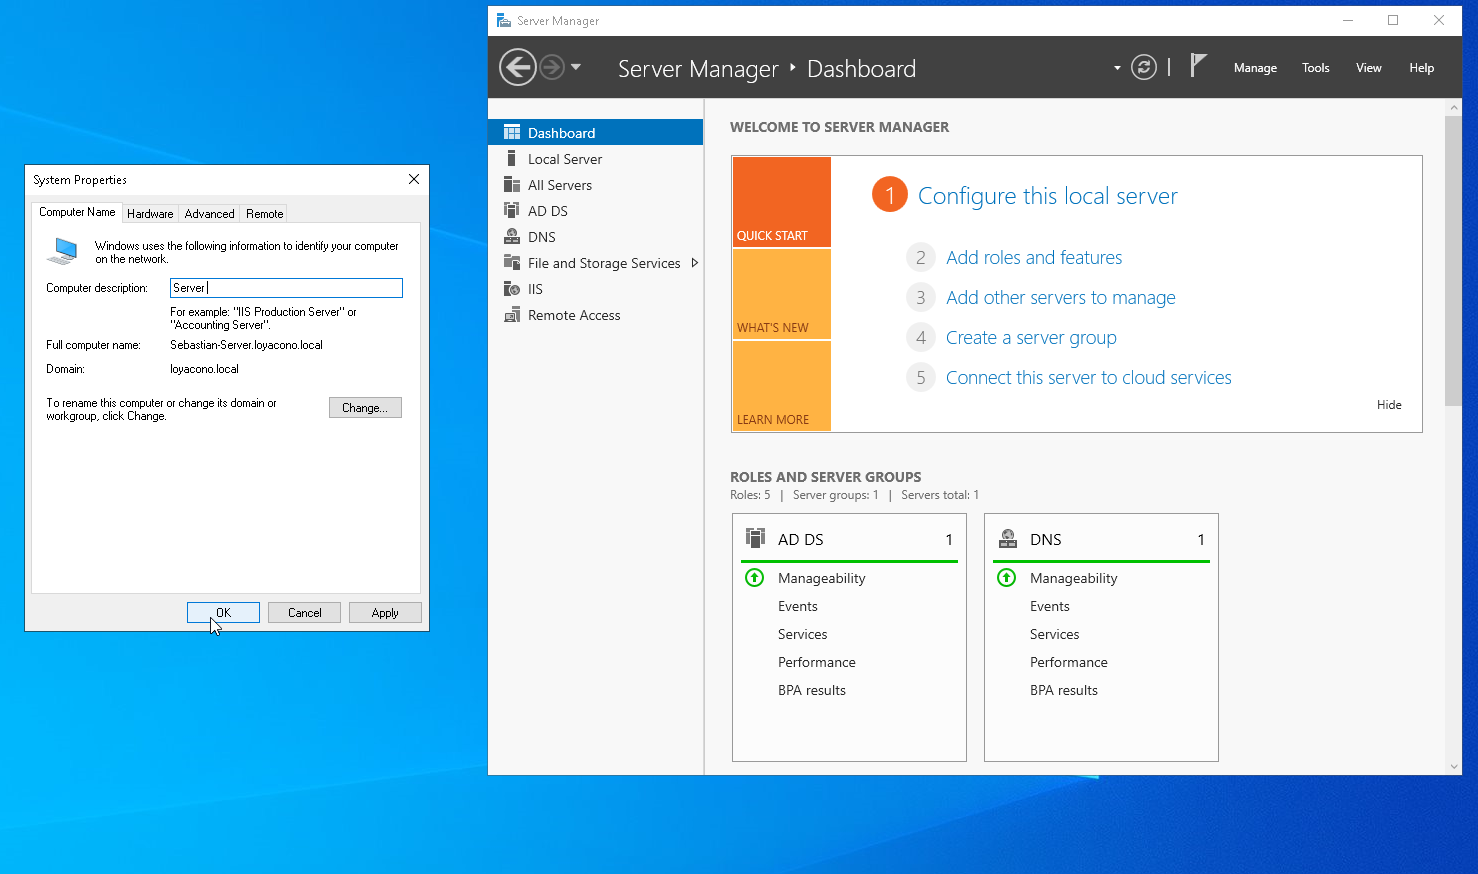 System Properties
Computer Name
Hardware
Advanced
Remote
Windows uses the following information to identify your computer
on the network.
Computer description:
Server
For example: "IIS Production Server" or
"Accounting Server".
Full computer name:
Sebastian-Server.loyacono.local
Domain:
loyacono.local
To rename this computer or change its domain or
workgroup, click Change.
Change...
OK
Cancel
Apply
Server Manager
Server Manager
Dashboard
Manage
Tools
View
Help
Dashboard
Local Server
All Servers
AD DS
DNS
File and Storage Services
IIS
Remote Access
WELCOME TO SERVER MANAGER
QUICK START
WHAT'S NEW
LEARN MORE
1 Configure this local server
2 Add roles and features
3 Add other servers to manage
4 Create a server group
5 Connect this server to cloud services
Hide
ROLES AND SERVER GROUPS
Roles: 5 | Server groups: 1 | Servers total: 1
AD DS 1
Manageability
Events
Services
Performance
BPA results
DNS 1
Manageability
Events
Services
Performance
BPA results